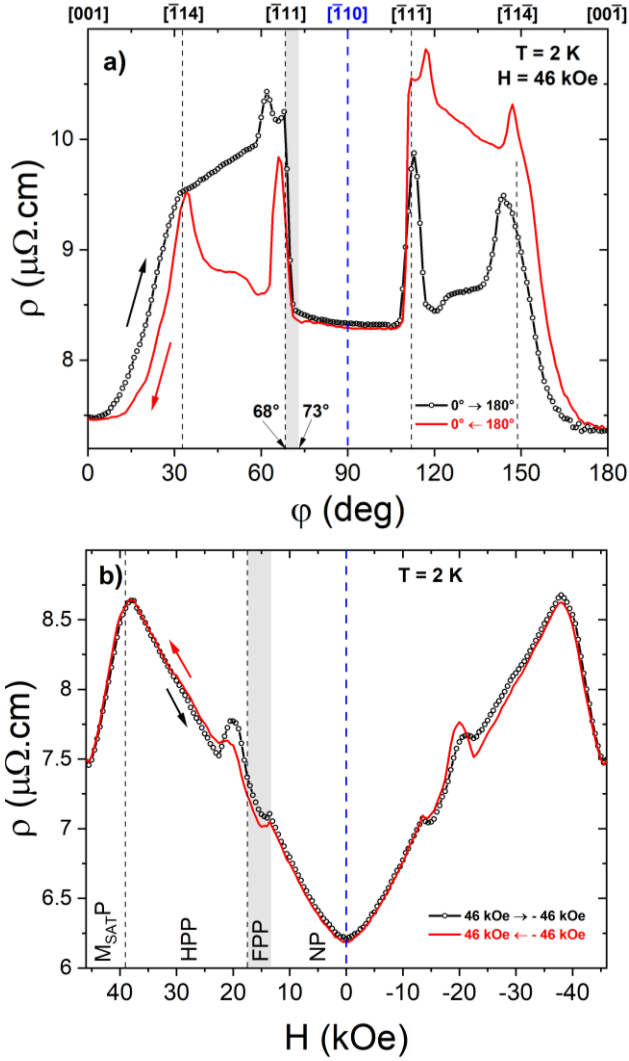 [001] [1̅14] [1̅11] [1̅10] [1̅11̅] [1̅14̅] [001̅]
a)
T = 2 K
H = 46 kOe
ρ (μΩ.cm)
10
9
8
68° 73°
0° → 180°
0° ← 180°
0 30 60 90 120 150 180
φ (deg)
b)
T = 2 K
ρ (μΩ.cm)
8.5
8
7.5
7
6.5
6
M_SAT P
HPP
FPP
NP
46 kOe → - 46 kOe
46 kOe ← - 46 kOe
40 30 20 10 0 -10 -20 -30 -40
H (kOe)